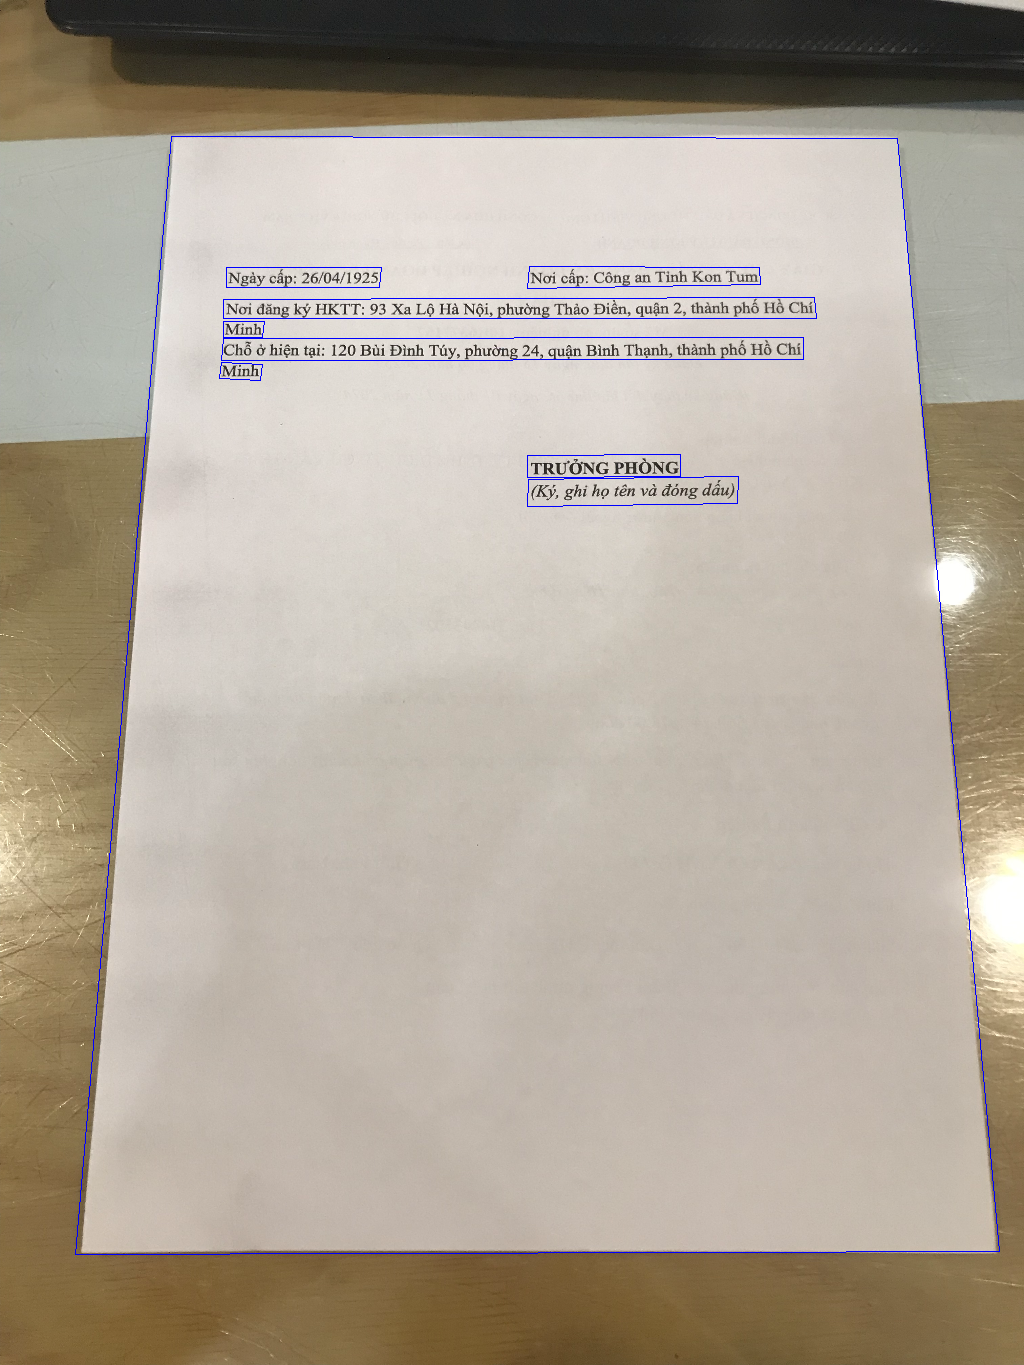 Ngày cấp: 26/04/1925 Nơi cấp: Công an Tỉnh Kon Tum
Nơi đăng ký HKTT: 93 Xa Lộ Hà Nội, phường Thảo Điền, quận 2, thành phố Hồ Chí
Minh
Chỗ ở hiện tại: 120 Bùi Đình Túy, phường 24, quận Bình Thạnh, thành phố Hồ Chí
Minh
TRƯỞNG PHÒNG
(Ký, ghi họ tên và đóng dấu)